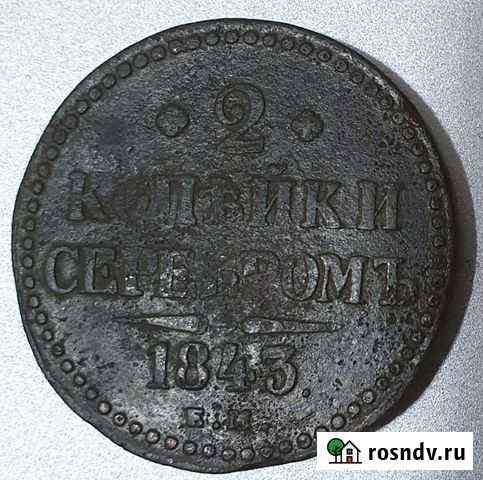 2
КОПѢЙКИ
СЕРЕБРОМЪ
1843.
Е.М.
rosndv.ru